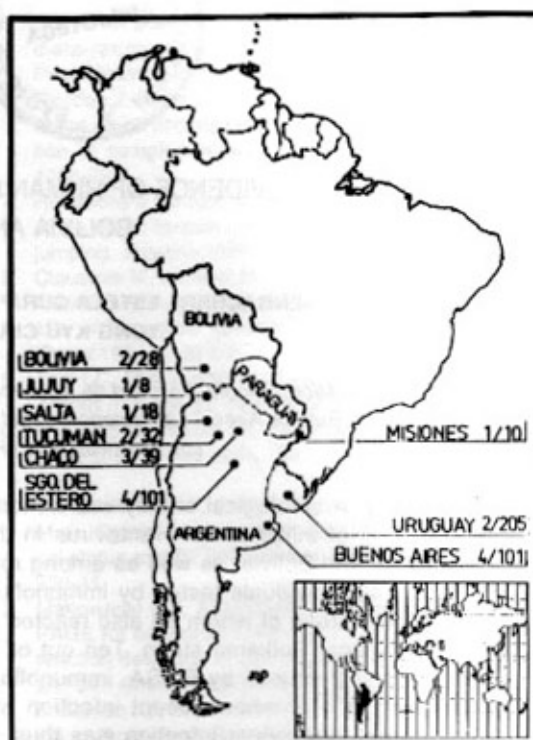 BOLIVIA
BOLIVIA 2/28
JUJUY 1/8
SALTA 1/18
TUCUMAN 2/32
CHACO 3/39
SGO. DEL
ESTERO 4/101
PARAGUAY
MISIONES 1/10
URUGUAY 2/205
ARGENTINA
BUENOS AIRES 4/101